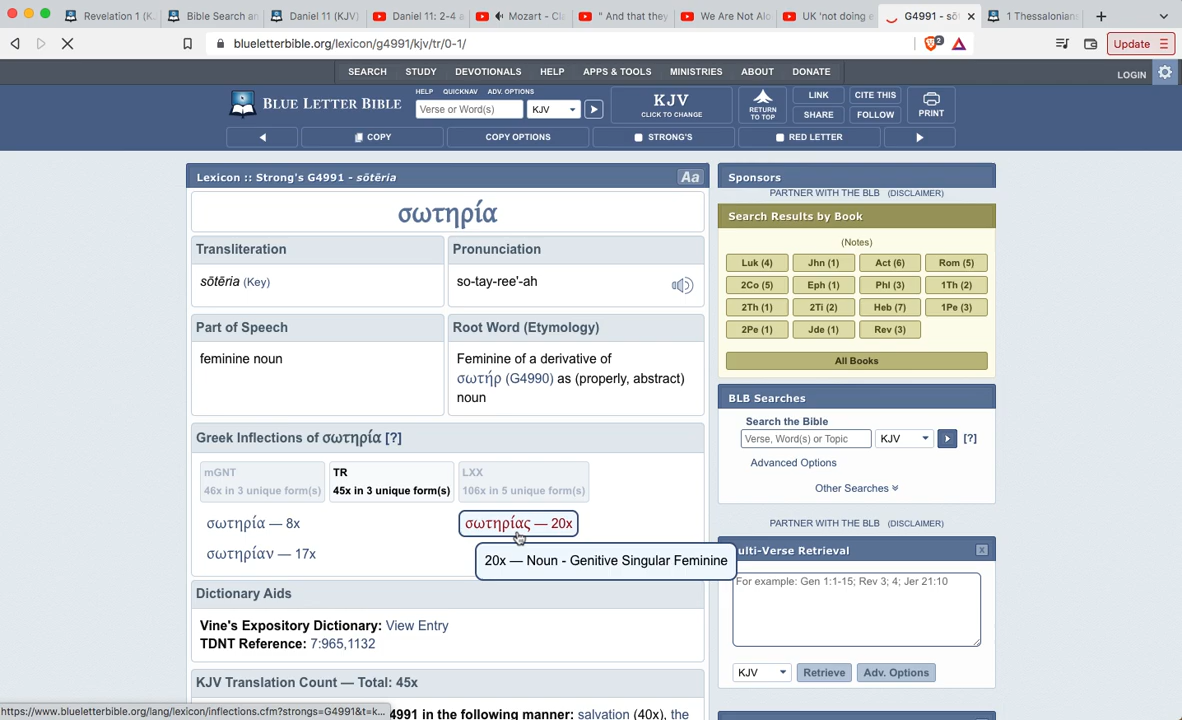 Revelation 1 (K
Bible Search an
Daniel 11 (KJV)
Daniel 11: 2-4 a
Mozart - Cl
" And that they
We Are Not Alo
UK 'not doing e
G4991 - sōt
1 Thessalonian
blueletterbible.org/lexicon/g4991/kjv/tr/0-1/
2
Update
SEARCH STUDY DEVOTIONALS HELP APPS & TOOLS MINISTRIES ABOUT DONATE
LOGIN
BLUE LETTER BIBLE
HELP QUICKNAV ADV. OPTIONS
Verse or Word(s) KJV
KJV
CLICK TO CHANGE
RETURN
TO TOP
LINK CITE THIS
SHARE FOLLOW
PRINT
COPY COPY OPTIONS STRONG'S RED LETTER
Lexicon :: Strong's G4991 - sōtēria Aa
σωτηρία
Transliteration
sōtēria (Key)
Pronunciation
so-tay-ree'-ah
Part of Speech
feminine noun
Root Word (Etymology)
Feminine of a derivative of
σωτήρ (G4990) as (properly, abstract)
noun
Greek Inflections of σωτηρία [?]
mGNT
46x in 3 unique form(s)
TR
45x in 3 unique form(s)
LXX
106x in 5 unique form(s)
σωτηρία — 8x
σωτηρίας — 20x
σωτηρίαν — 17x
20x — Noun - Genitive Singular Feminine
Dictionary Aids
Vine's Expository Dictionary: View Entry
TDNT Reference: 7:965,1132
KJV Translation Count — Total: 45x
4991 in the following manner: salvation (40x), the
https://www.blueletterbible.org/lang/lexicon/inflections.cfm?strongs=G4991&t=k...
Sponsors
PARTNER WITH THE BLB (DISCLAIMER)
Search Results by Book
(Notes)
Luk (4) Jhn (1) Act (6) Rom (5)
2Co (5) Eph (1) Phl (3) 1Th (2)
2Th (1) 2Ti (2) Heb (7) 1Pe (3)
2Pe (1) Jde (1) Rev (3)
All Books
BLB Searches
Search the Bible
Verse, Word(s) or Topic KJV [?]
Advanced Options
Other Searches
PARTNER WITH THE BLB (DISCLAIMER)
ulti-Verse Retrieval x
For example: Gen 1:1-15; Rev 3; 4; Jer 21:10
KJV Retrieve Adv. Options